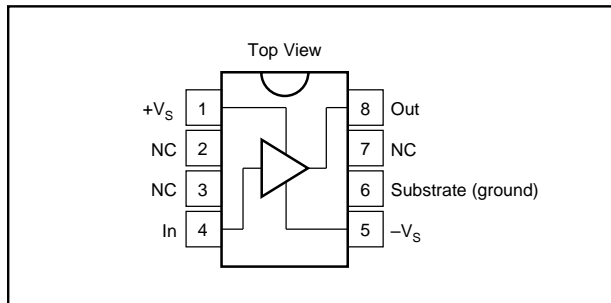 Top View
+VS 1 8 Out
NC 2 7 NC
NC 3 6 Substrate (ground)
In 4 5 –VS